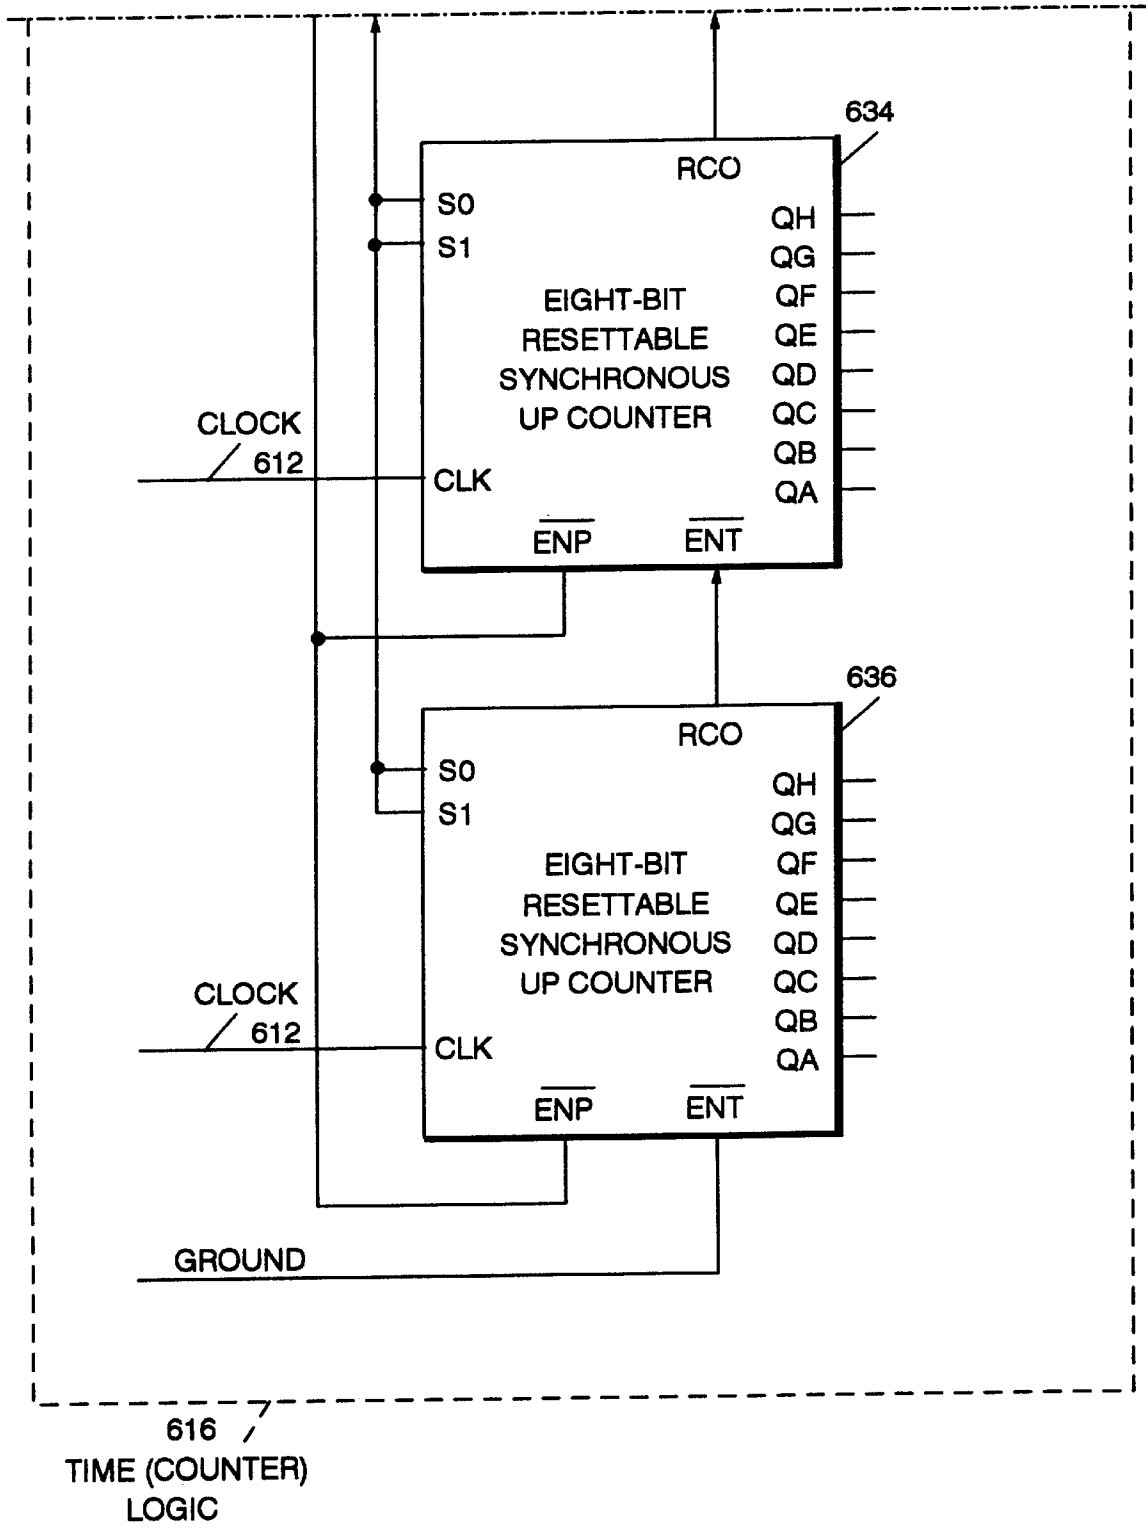 634
RCO
S0
S1
QH
QG
QF
QE
QD
QC
QB
QA
EIGHT-BIT
RESETTABLE
SYNCHRONOUS
UP COUNTER
CLOCK
612
CLK
ENP
ENT
636
RCO
S0
S1
QH
QG
QF
QE
QD
QC
QB
QA
EIGHT-BIT
RESETTABLE
SYNCHRONOUS
UP COUNTER
CLOCK
612
CLK
ENP
ENT
GROUND
616
TIME (COUNTER)
LOGIC